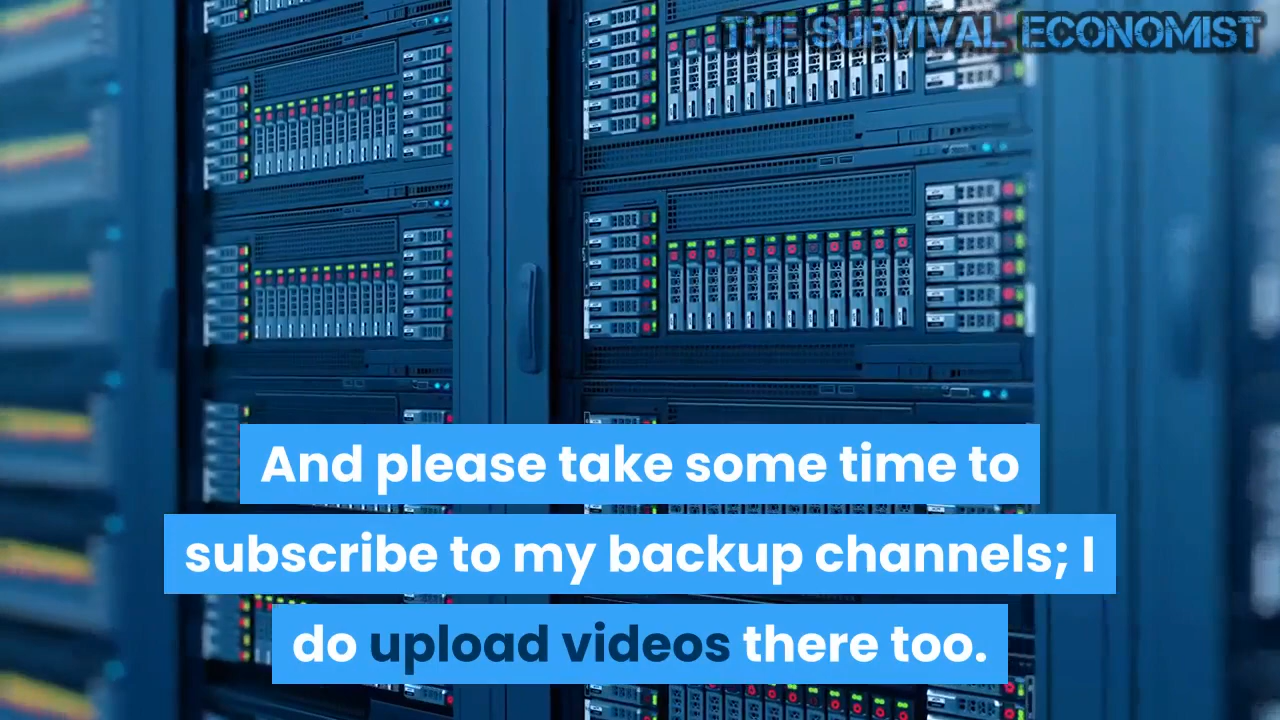 THE SURVIVAL ECONOMIST
And please take some time to
subscribe to my backup channels; I
do upload videos there too.